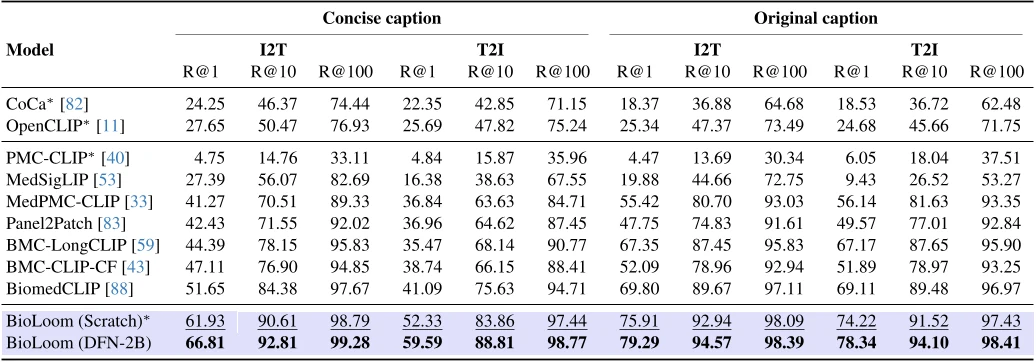 Concise caption Original caption
Model I2T T2I I2T T2I
R@1 R@10 R@100 R@1 R@10 R@100 R@1 R@10 R@100 R@1 R@10 R@100
CoCa* [82] 24.25 46.37 74.44 22.35 42.85 71.15 18.37 36.88 64.68 18.53 36.72 62.48
OpenCLIP* [11] 27.65 50.47 76.93 25.69 47.82 75.24 25.34 47.37 73.49 24.68 45.66 71.75
PMC-CLIP* [40] 4.75 14.76 33.11 4.84 15.87 35.96 4.47 13.69 30.34 6.05 18.04 37.51
MedSigLIP [53] 27.39 56.07 82.69 16.38 38.63 67.55 19.88 44.66 72.75 9.43 26.52 53.27
MedPMC-CLIP [33] 41.27 70.51 89.33 36.84 63.63 84.71 55.42 80.70 93.03 56.14 81.63 93.35
Panel2Patch [83] 42.43 71.55 92.02 36.96 64.62 87.45 47.75 74.83 91.61 49.57 77.01 92.84
BMC-LongCLIP [59] 44.39 78.15 95.83 35.47 68.14 90.77 67.35 87.45 95.83 67.17 87.65 95.90
BMC-CLIP-CF [43] 47.11 76.90 94.85 38.74 66.15 88.41 52.09 78.96 92.94 51.89 78.97 93.25
BiomedCLIP [88] 51.65 84.38 97.67 41.09 75.63 94.71 69.80 89.67 97.11 69.11 89.48 96.97
BioLoom (Scratch)* 61.93 90.61 98.79 52.33 83.86 97.44 75.91 92.94 98.09 74.22 91.52 97.43
BioLoom (DFN-2B) 66.81 92.81 99.28 59.59 88.81 98.77 79.29 94.57 98.39 78.34 94.10 98.41